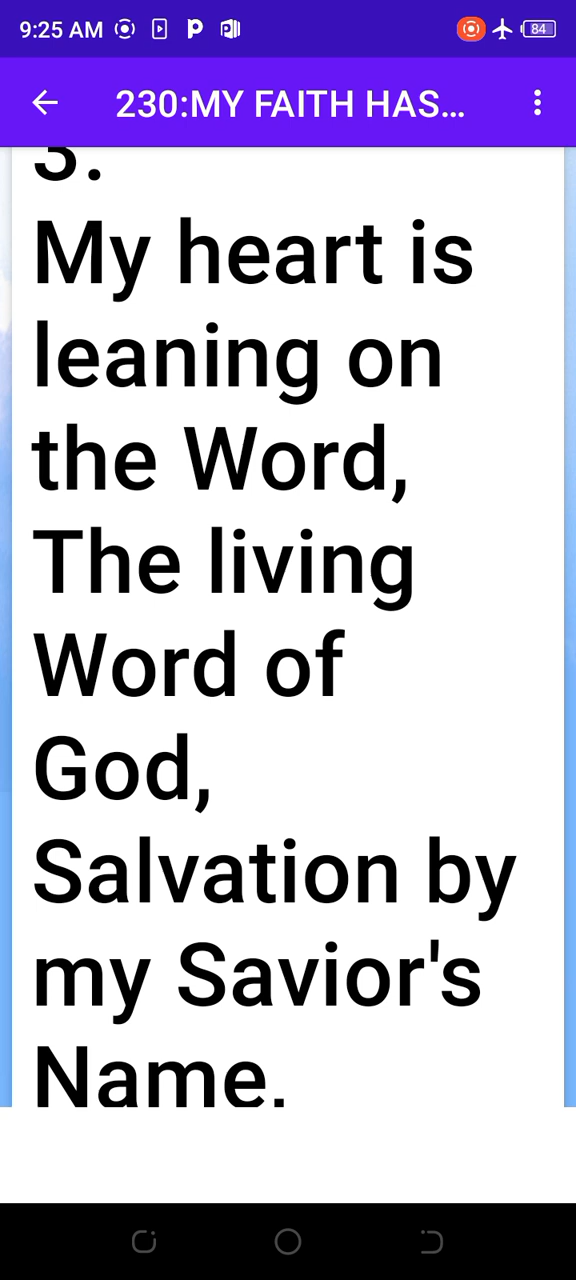 9:25 AM
84
230:MY FAITH HAS...
3.
My heart is
leaning on
the Word,
The living
Word of
God,
Salvation by
my Savior's
Name,